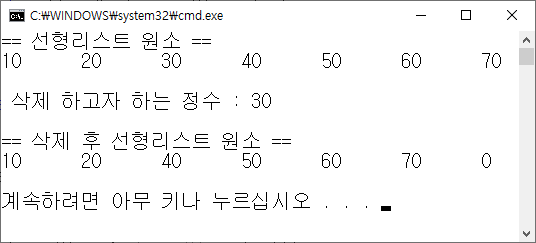 C:₩WINDOWS₩system32₩cmd.exe
== 선형리스트 원소 ==
10 20 30 40 50 60 70
삭제 하고자 하는 정수 : 30
== 삭제 후 선형리스트 원소 ==
10 20 40 50 60 70 0
계속하려면 아무 키나 누르십시오 . . .